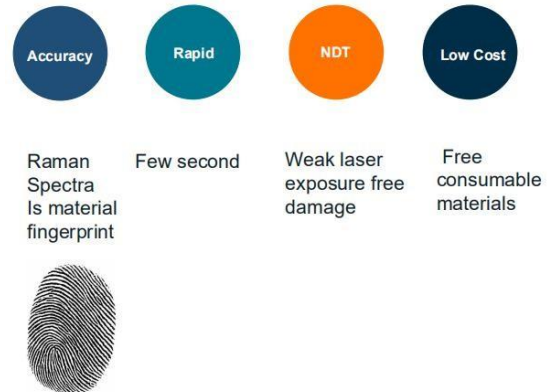 Accuracy
Rapid
NDT
Low Cost
Raman
Spectra
Is material
fingerprint
Few second
Weak laser
exposure free
damage
Free
consumable
materials